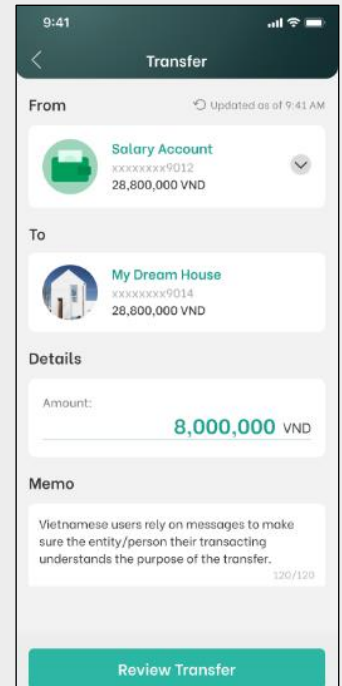 9:41
Transfer
From
Updated as of 9:41 AM
Salary Account
xxxxxxxx9012
28,800,000 VND
To
My Dream House
xxxxxxxx9014
28,800,000 VND
Details
Amount:
8,000,000 VND
Memo
Vietnamese users rely on messages to make
sure the entity/person their transacting
understands the purpose of the transfer.
120/120
Review Transfer